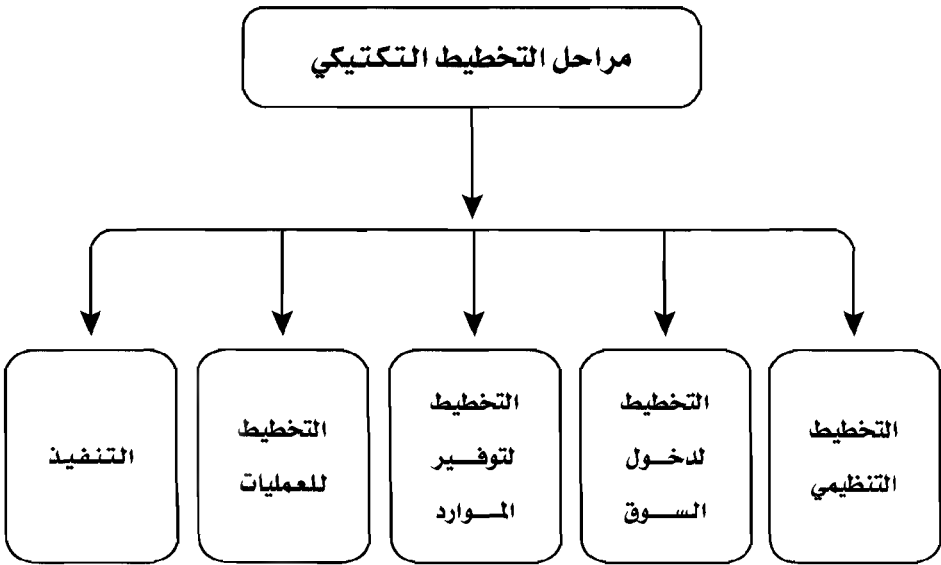 مراحل التخطيط التكتيكي
التخطيط
التنظيمي
التخطيط
لدخول
السوق
التخطيط
لتوفير
الموارد
التخطيط
للعمليات
التنفيذ